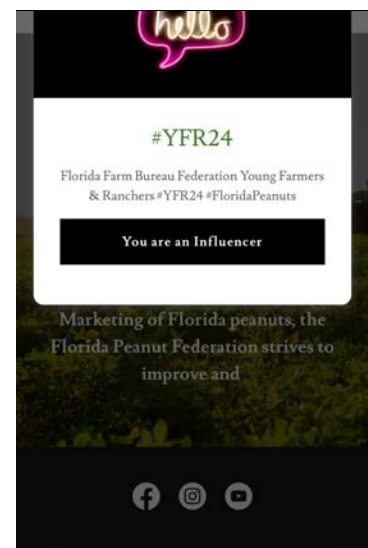 hello
#YFR24
Florida Farm Bureau Federation Young Farmers
& Ranchers #YFR24 #FloridaPeanuts
You are an Influencer
Marketing of Florida peanuts, the
Florida Peanut Federation strives to
improve and